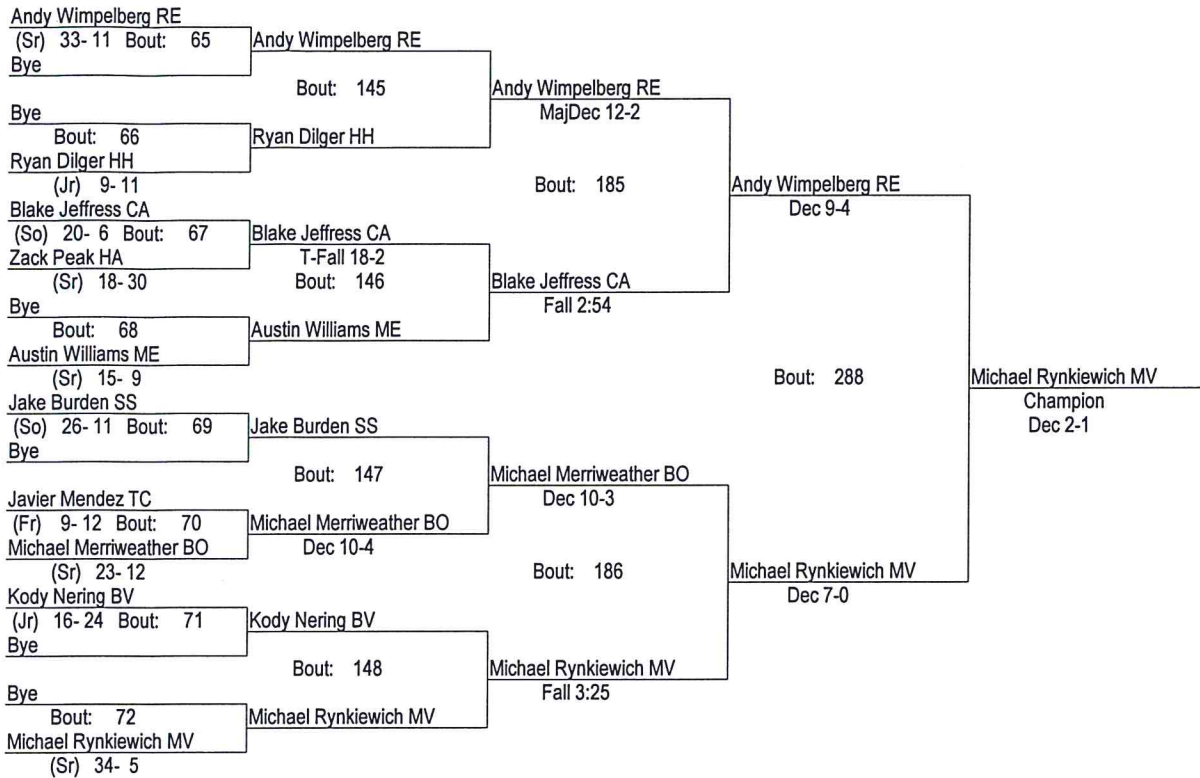 Andy Wimpelberg RE
(Sr) 33- 11 Bout: 65
Bye
Bye
Bout: 66
Ryan Dilger HH
(Jr) 9- 11
Blake Jeffress CA
(So) 20- 6 Bout: 67
Zack Peak HA
(Sr) 18- 30
Bye
Bout: 68
Austin Williams ME
(Sr) 15- 9
Jake Burden SS
(So) 26- 11 Bout: 69
Bye
Javier Mendez TC
(Fr) 9- 12 Bout: 70
Michael Merriweather BO
(Sr) 23- 12
Kody Nering BV
(Jr) 16- 24 Bout: 71
Bye
Bye
Bout: 72
Michael Rynkiewich MV
(Sr) 34- 5
Andy Wimpelberg RE
Bout: 145
Ryan Dilger HH
Blake Jeffress CA
T-Fall 18-2
Bout: 146
Austin Williams ME
Jake Burden SS
Bout: 147
Michael Merriweather BO
Dec 10-4
Kody Nering BV
Bout: 148
Michael Rynkiewich MV
Andy Wimpelberg RE
MajDec 12-2
Bout: 185
Blake Jeffress CA
Fall 2:54
Michael Merriweather BO
Dec 10-3
Bout: 186
Michael Rynkiewich MV
Fall 3:25
Andy Wimpelberg RE
Dec 9-4
Bout: 288
Michael Rynkiewich MV
Dec 7-0
Michael Rynkiewich MV
Champion
Dec 2-1